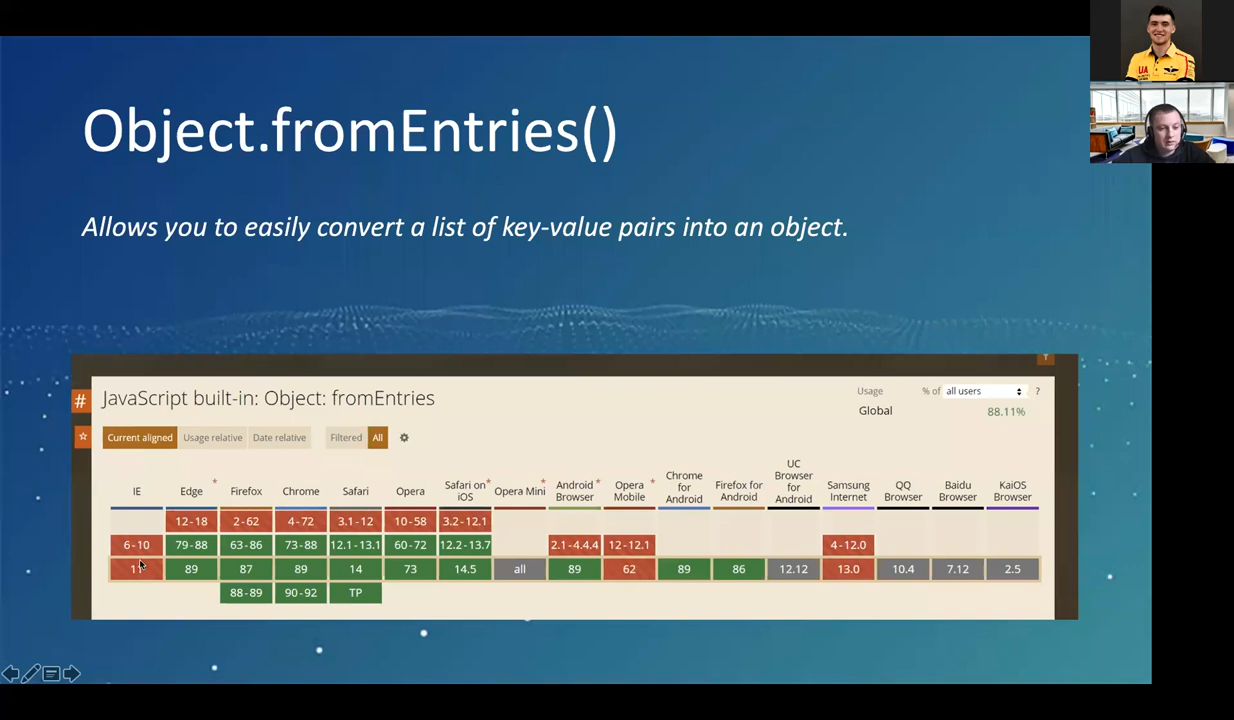 UA
Object.fromEntries()
Allows you to easily convert a list of key-value pairs into an object.
#
JavaScript built-in: Object: fromEntries
Usage % of all users ?
Global 88.11%
Current aligned Usage relative Date relative Filtered All
IE Edge * Firefox Chrome Safari Opera Safari on iOS * Opera Mini * Android Browser * Opera Mobile * Chrome for Android Firefox for Android UC Browser for Android Samsung Internet QQ Browser Baidu Browser KaiOS Browser
12-18 2-62 4-72 3.1-12 10-58 3.2-12.1
6-10 79-88 63-86 73-88 12.1-13.1 60-72 12.2-13.7 2.1-4.4.4 12-12.1 4-12.0
11 89 87 89 14 73 14.5 all 89 62 89 86 12.12 13.0 10.4 7.12 2.5
88-89 90-92 TP